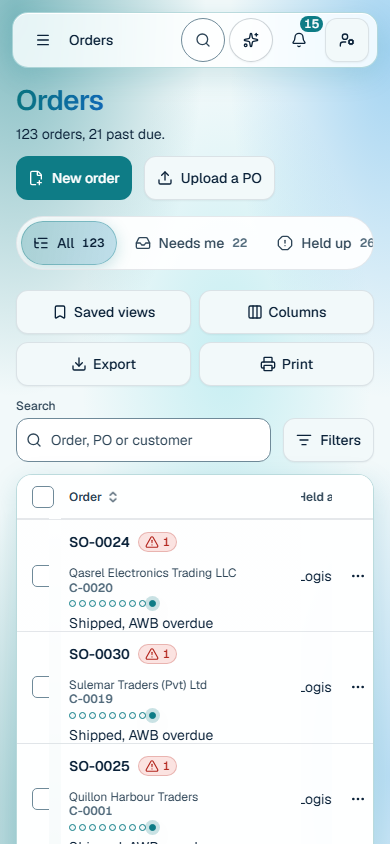 15
Orders
Orders
123 orders, 21 past due.
New order
Upload a PO
All 123
Needs me 22
Held up
Saved views
Columns
Export
Print
Search
Order, PO or customer
Filters
Order
SO-0024 1
Qasrel Electronics Trading LLC
C-0020
Shipped, AWB overdue
SO-0030 1
Sulemar Traders (Pvt) Ltd
C-0019
Shipped, AWB overdue
SO-0025 1
Quillon Harbour Traders
C-0001